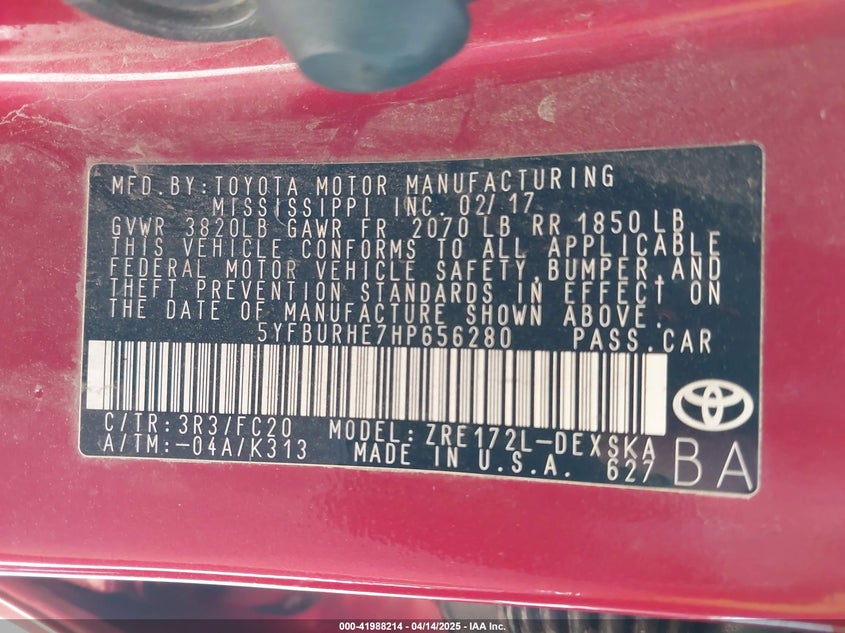 MFD.BY:TOYOTA MOTOR MANUFACTURING
MISSISSIPPI INC. 02/17
GVWR 3820LB GAWR FR 2070 LB RR 1850LB
THIS VEHICLE CONFORMS TO ALL APPLICABLE
FEDERAL MOTOR VEHICLE SAFETY,BUMPER,AND
THEFT PREVENTION STANDARDS IN EFFECT ON
THE DATE OF MANUFACTURE SHOWN ABOVE.
5YFBURHE7HP656280 PASS.CAR
C/TR:3R3/FC20 MODEL:ZRE172L-DEXSKA
A/TM:-04A/K313 MADE IN U.S.A. 627
BA
000-41988214 - 04/14/2025 - IAA Inc.